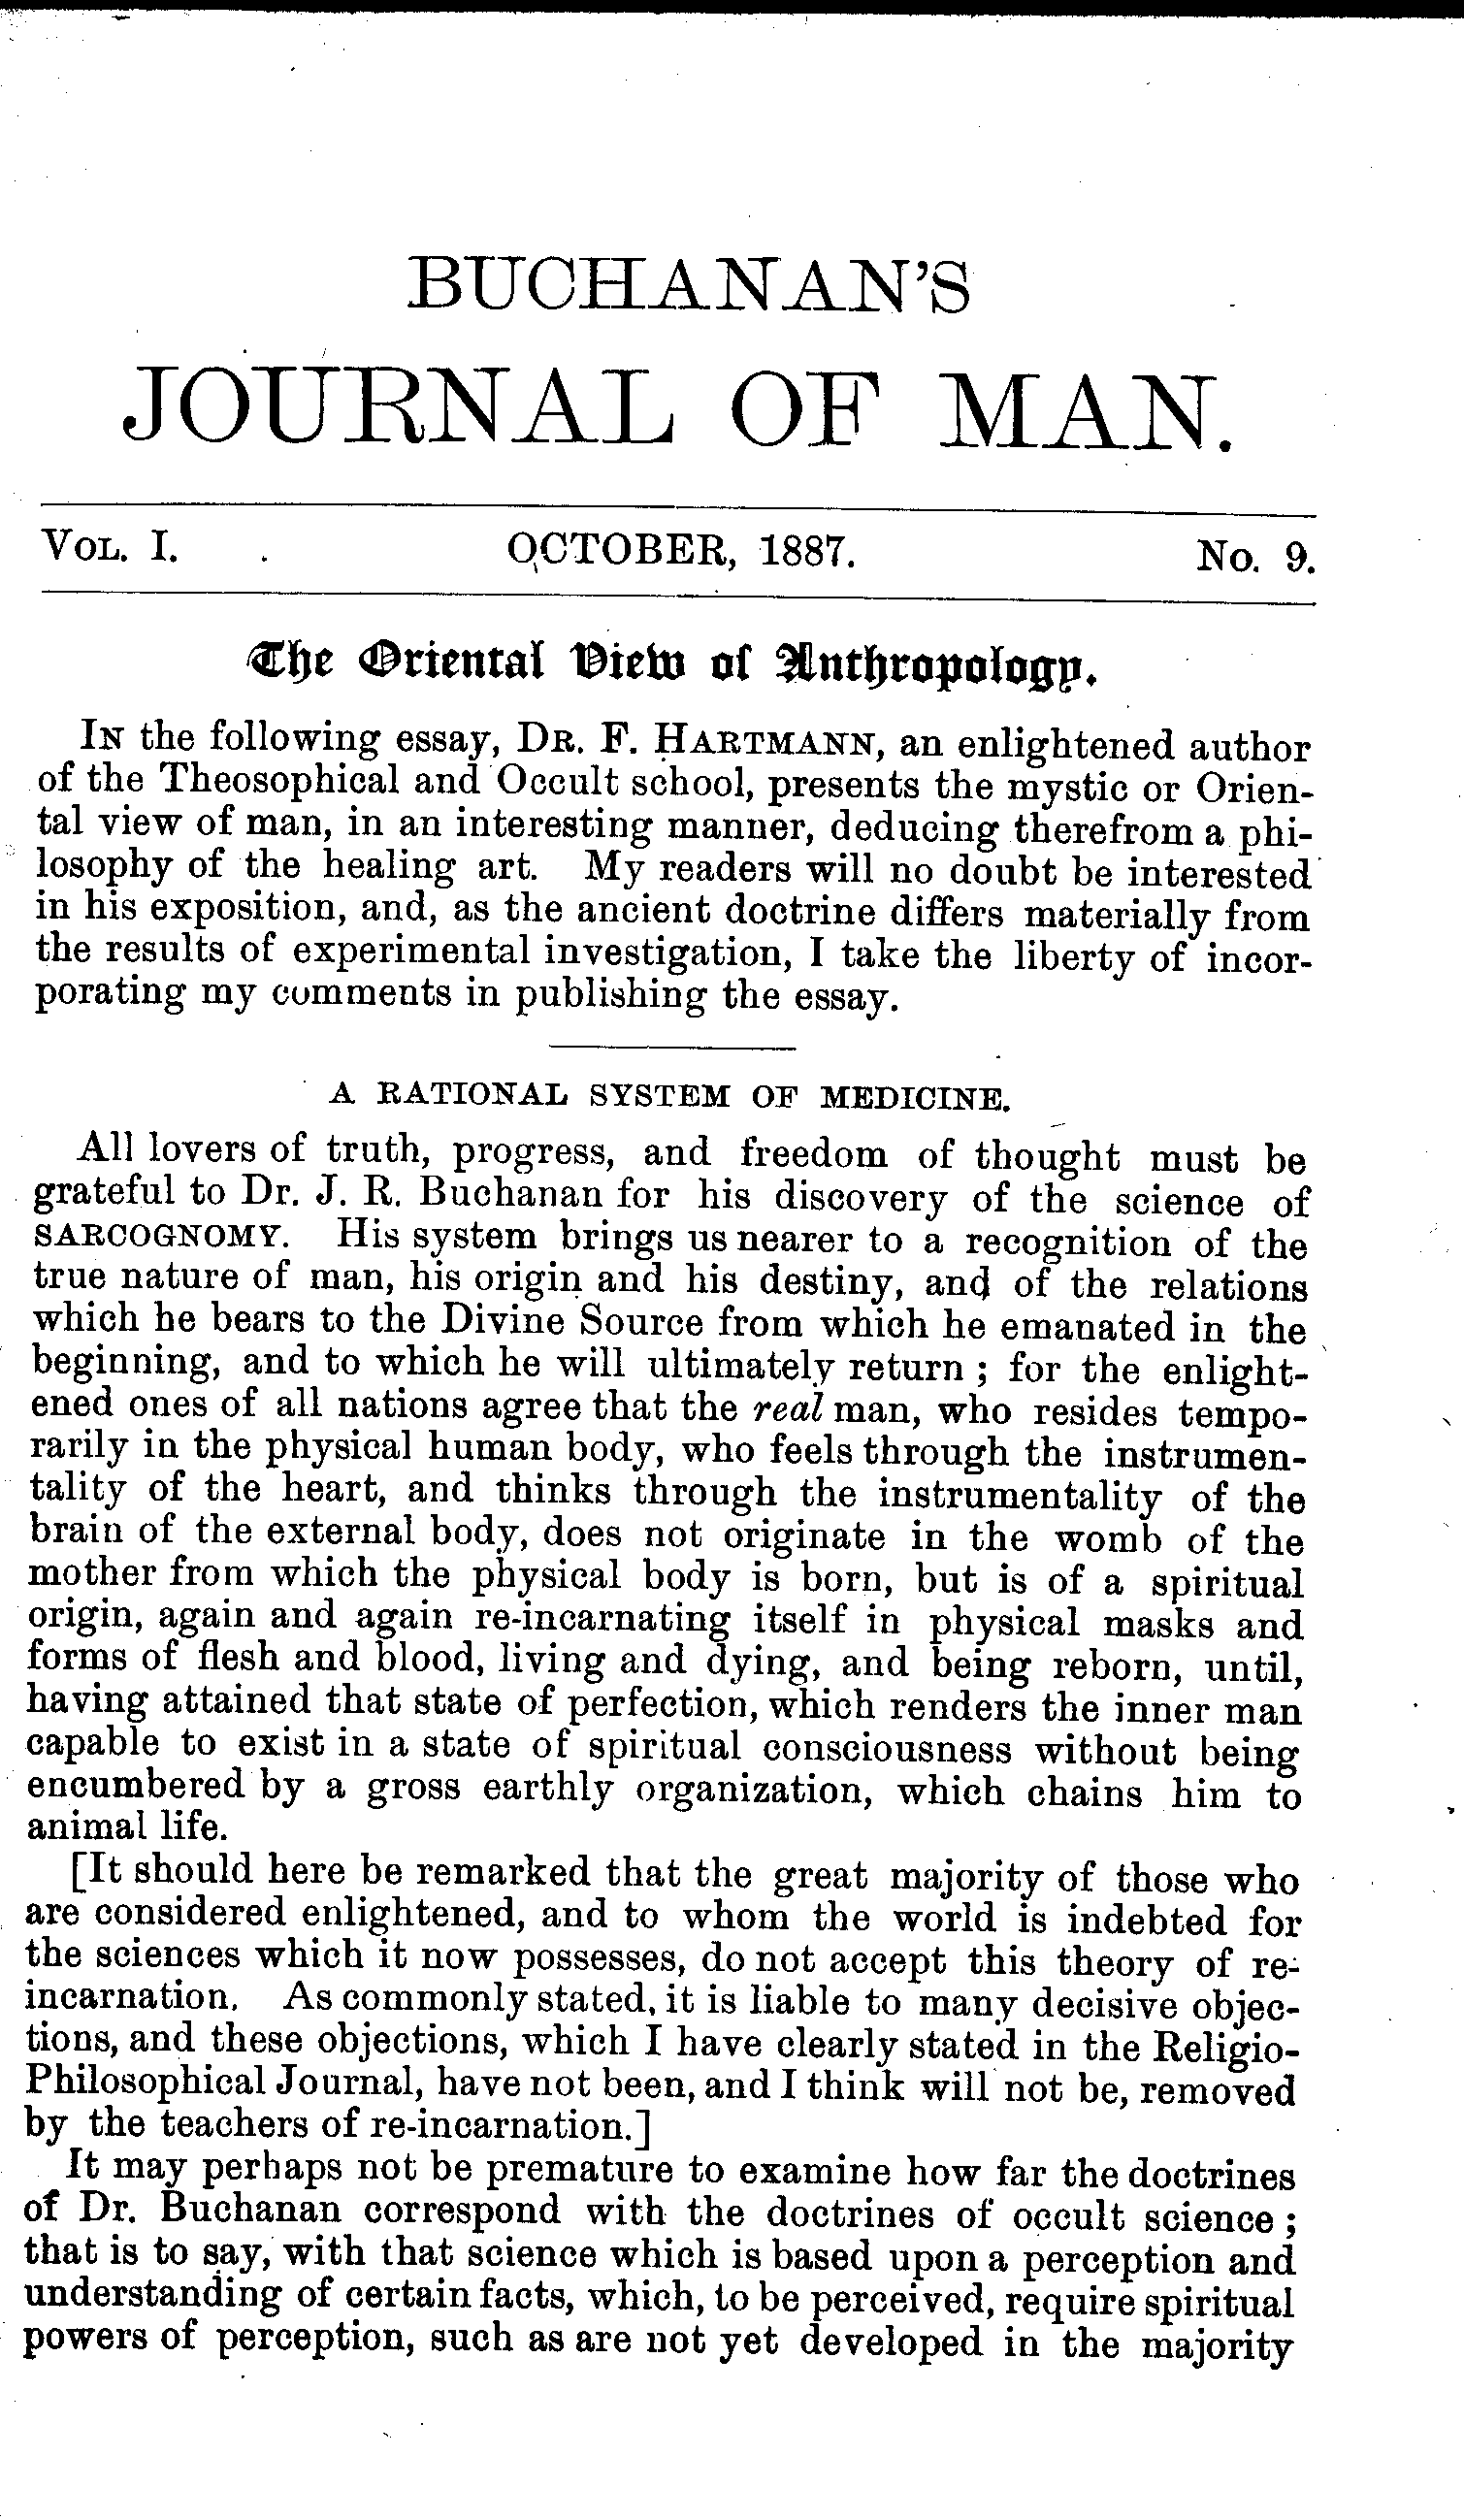 BUCHANAN'S
JOURNAL OF MAN.
VOL. I. OCTOBER, 1887. No. 9.
The Oriental View of Anthropology.
IN the following essay, DR. F. HARTMANN, an enlightened author
of the Theosophical and Occult school, presents the mystic or Orien-
tal view of man, in an interesting manner, deducing therefrom a phi-
losophy of the healing art. My readers will no doubt be interested
in his exposition, and, as the ancient doctrine differs materially from
the results of experimental investigation, I take the liberty of incor-
porating my comments in publishing the essay.
A RATIONAL SYSTEM OF MEDICINE.
All lovers of truth, progress, and freedom of thought must be
grateful to Dr. J. R. Buchanan for his discovery of the science of
SARCOGNOMY. His system brings us nearer to a recognition of the
true nature of man, his origin and his destiny, and of the relations
which he bears to the Divine Source from which he emanated in the
beginning, and to which he will ultimately return ; for the enlight-
ened ones of all nations agree that the real man, who resides tempo-
rarily in the physical human body, who feels through the instrumen-
tality of the heart, and thinks through the instrumentality of the
brain of the external body, does not originate in the womb of the
mother from which the physical body is born, but is of a spiritual
origin, again and again re-incarnating itself in physical masks and
forms of flesh and blood, living and dying, and being reborn, until,
having attained that state of perfection, which renders the inner man
capable to exist in a state of spiritual consciousness without being
encumbered by a gross earthly organization, which chains him to
animal life.
[It should here be remarked that the great majority of those who
are considered enlightened, and to whom the world is indebted for
the sciences which it now possesses, do not accept this theory of re-
incarnation. As commonly stated, it is liable to many decisive objec-
tions, and these objections, which I have clearly stated in the Religio-
Philosophical Journal, have not been, and I think will not be, removed
by the teachers of re-incarnation.]
It may perhaps not be premature to examine how far the doctrines
of Dr. Buchanan correspond with the doctrines of occult science ;
that is to say, with that science which is based upon a perception and
understanding of certain facts, which, to be perceived, require spiritual
powers of perception, such as are not yet developed in the majority